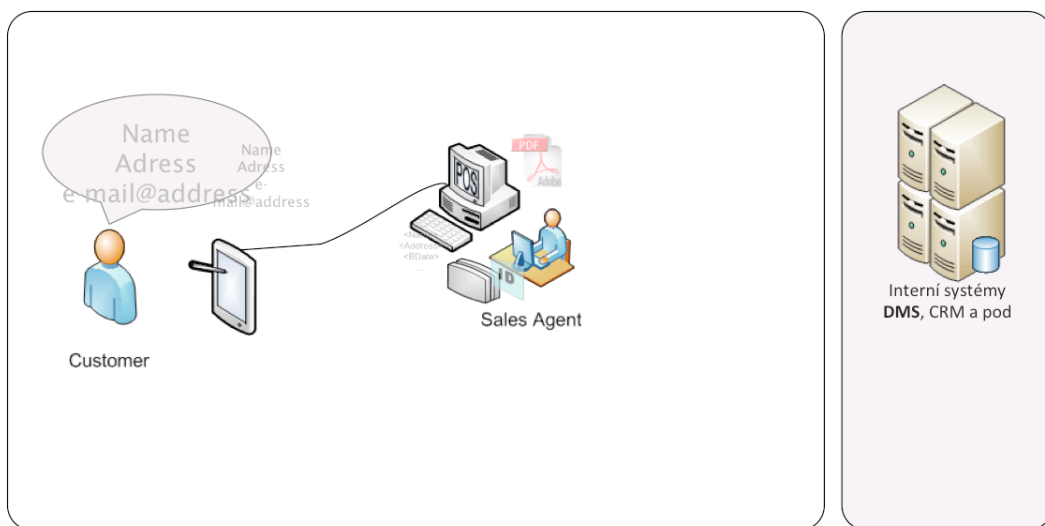 Name
Adress
e-mail@address
Name
Adress
e-
mail@address
Customer
POS
PDF
Adobe
<Address>
<BDate>
...
ID
Sales Agent
Interní systémy
DMS, CRM a pod